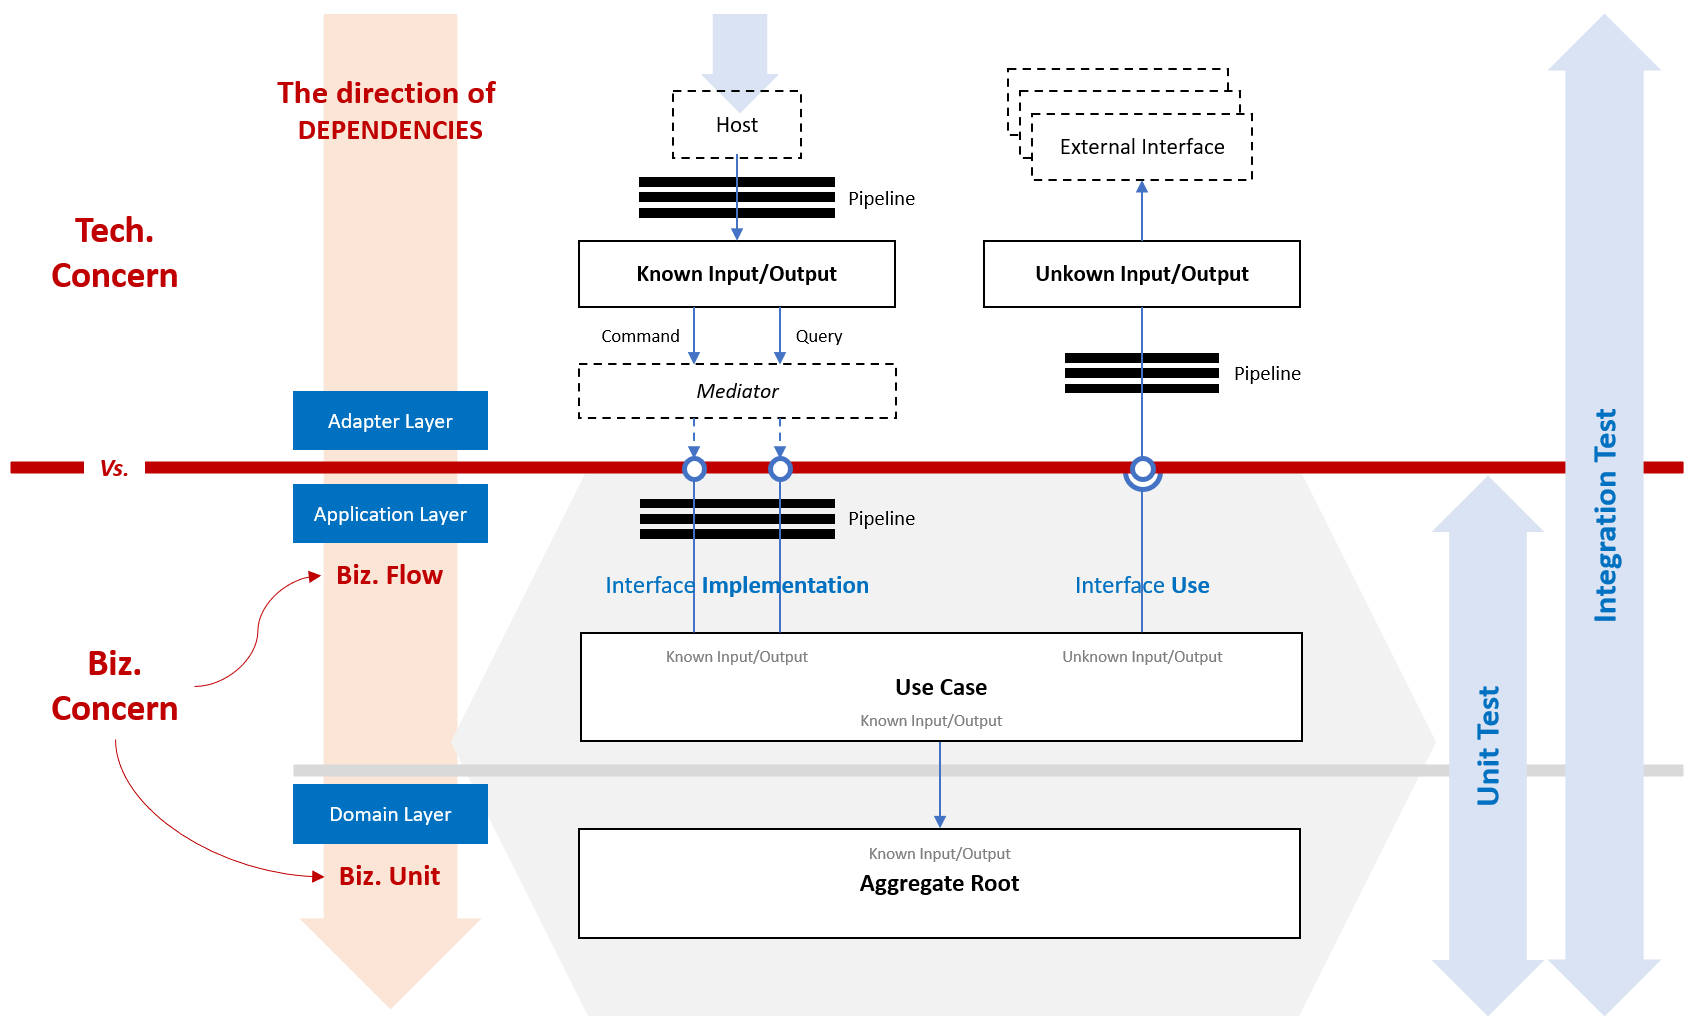 The direction of
DEPENDENCIES
Host
External Interface
Pipeline
Tech.
Concern
Known Input/Output
Unkown Input/Output
Command
Query
Pipeline
Mediator
Adapter Layer
Vs.
Application Layer
Pipeline
Biz. Flow
Interface Implementation
Interface Use
Biz.
Concern
Known Input/Output
Unknown Input/Output
Use Case
Known Input/Output
Domain Layer
Biz. Unit
Known Input/Output
Aggregate Root
Unit Test
Integration Test